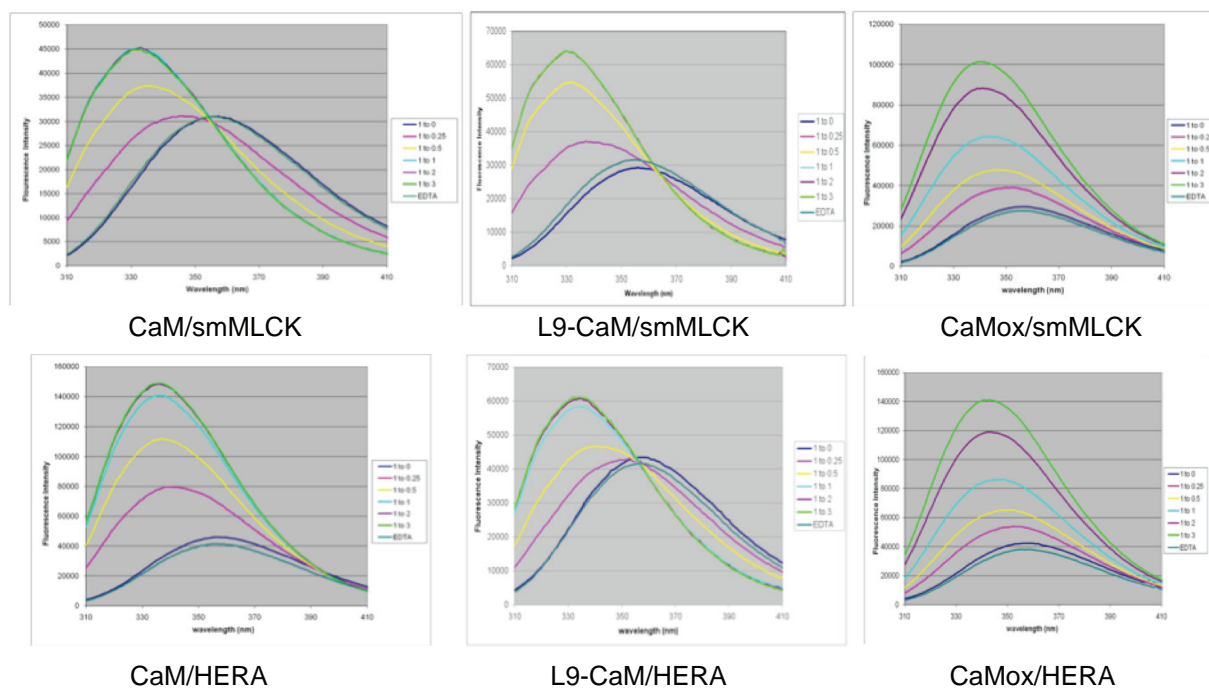 50000
45000
40000
35000
30000
25000
20000
15000
10000
5000
0
310 330 350 370 390 410
Fluorescence Intensity
Wavelength (nm)
1 to 0
1 to 0.25
1 to 0.5
1 to 1
1 to 2
1 to 3
EDTA
CaM/smMLCK
70000
60000
50000
40000
30000
20000
10000
0
310 330 350 370 390 410
Fluorescence Intensity
Wavelength (nm)
1 to 0
1 to 0.25
1 to 0.5
1 to 1
1 to 2
1 to 3
EDTA
L9-CaM/smMLCK
120000
100000
80000
60000
40000
20000
0
310 330 350 370 390 410
Fluorescence Intensity
wavelength (nm)
1 to 0
1 to 0.25
1 to 0.5
1 to 1
1 to 2
1 to 3
EDTA
CaMox/smMLCK
160000
140000
120000
100000
80000
60000
40000
20000
0
310 330 350 370 390 410
Fluorescence Intensity
wavelength (nm)
1 to 0
1 to 0.25
1 to 0.5
1 to 1
1 to 2
1 to 3
EDTA
CaM/HERA
70000
60000
50000
40000
30000
20000
10000
0
310 330 350 370 390 410
Fluorescence Intensity
wavelength (nm)
1 to 0
1 to 0.25
1 to 0.5
1 to 1
1 to 2
1 to 3
EDTA
L9-CaM/HERA
160000
140000
120000
100000
80000
60000
40000
20000
0
310 330 350 370 390 410
Fluorescence Intensity
wavelength (nm)
1 to 0
1 to 0.25
1 to 0.5
1 to 1
1 to 2
1 to 3
EDTA
CaMox/HERA